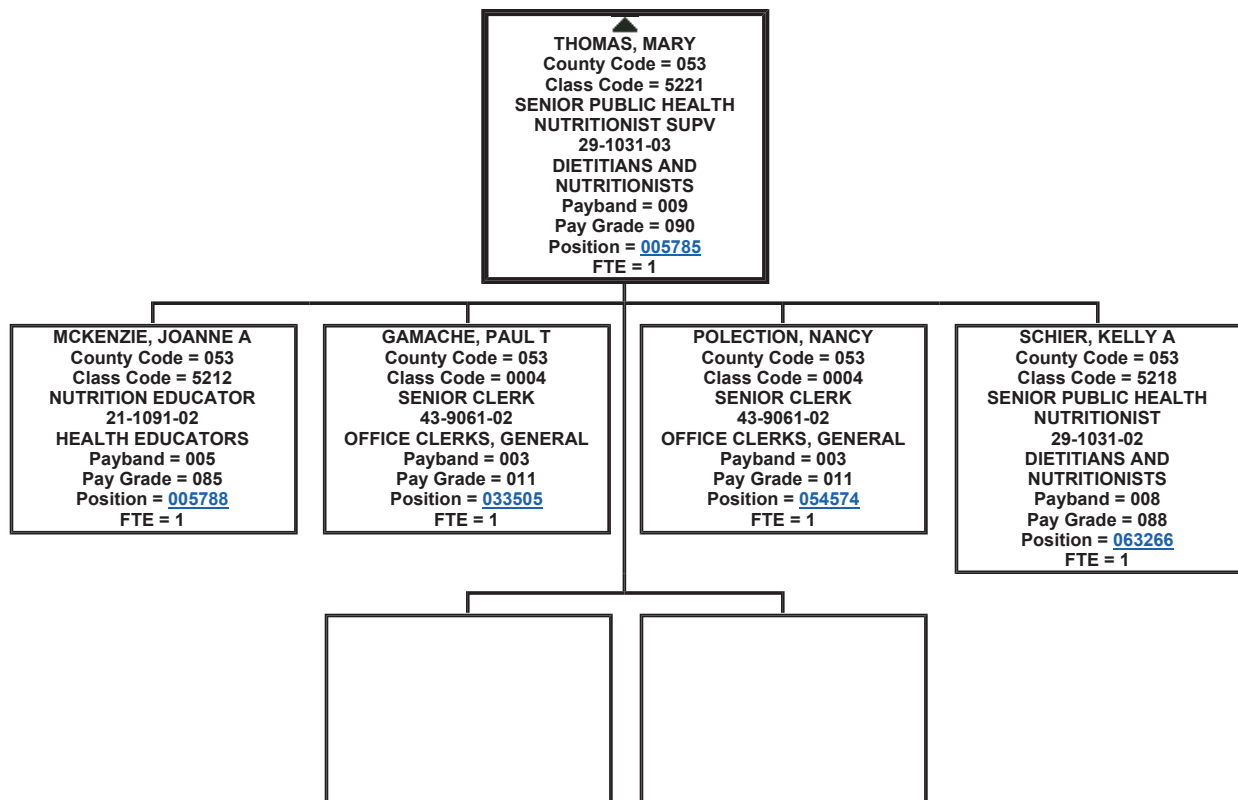 THOMAS, MARY
County Code = 053
Class Code = 5221
SENIOR PUBLIC HEALTH
NUTRITIONIST SUPV
29-1031-03
DIETITIANS AND
NUTRITIONISTS
Payband = 009
Pay Grade = 090
Position = 005785
FTE = 1
MCKENZIE, JOANNE A
County Code = 053
Class Code = 5212
NUTRITION EDUCATOR
21-1091-02
HEALTH EDUCATORS
Payband = 005
Pay Grade = 085
Position = 005788
FTE = 1
GAMACHE, PAUL T
County Code = 053
Class Code = 0004
SENIOR CLERK
43-9061-02
OFFICE CLERKS, GENERAL
Payband = 003
Pay Grade = 011
Position = 033505
FTE = 1
POLECTION, NANCY
County Code = 053
Class Code = 0004
SENIOR CLERK
43-9061-02
OFFICE CLERKS, GENERAL
Payband = 003
Pay Grade = 011
Position = 054574
FTE = 1
SCHIER, KELLY A
County Code = 053
Class Code = 5218
SENIOR PUBLIC HEALTH
NUTRITIONIST
29-1031-02
DIETITIANS AND
NUTRITIONISTS
Payband = 008
Pay Grade = 088
Position = 063266
FTE = 1